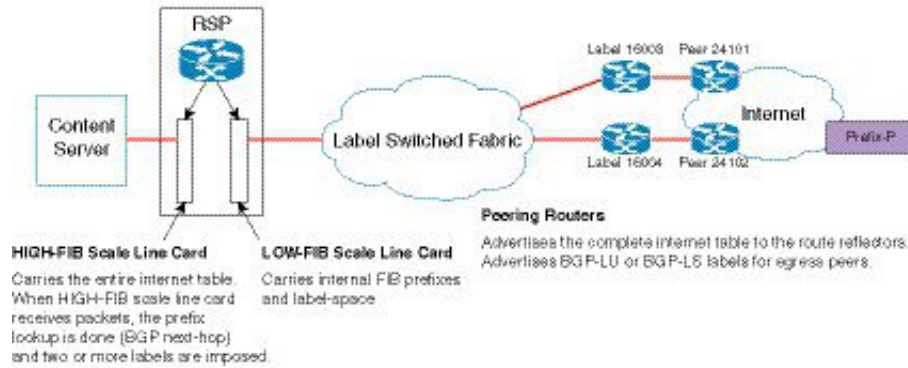 RSP
Label 16003
Peer 24101
Content
Server
Label Switched Fabric
Internet
Prefix-P
Label 16004
Peer 24102
HIGH-FIB Scale Line Card
Carries the entire internet table.
When HIGH-FIB scale line card
receives packets, the prefix
lookup is done (BGP next-hop)
and two or more labels are imposed.
LOW-FIB Scale Line Card
Carries internal FIB prefixes
and label-space
Peering Routers
Advertises the complete internet table to the route reflectors.
Advertises BGP-LU or BGP-LS labels for egress peers.